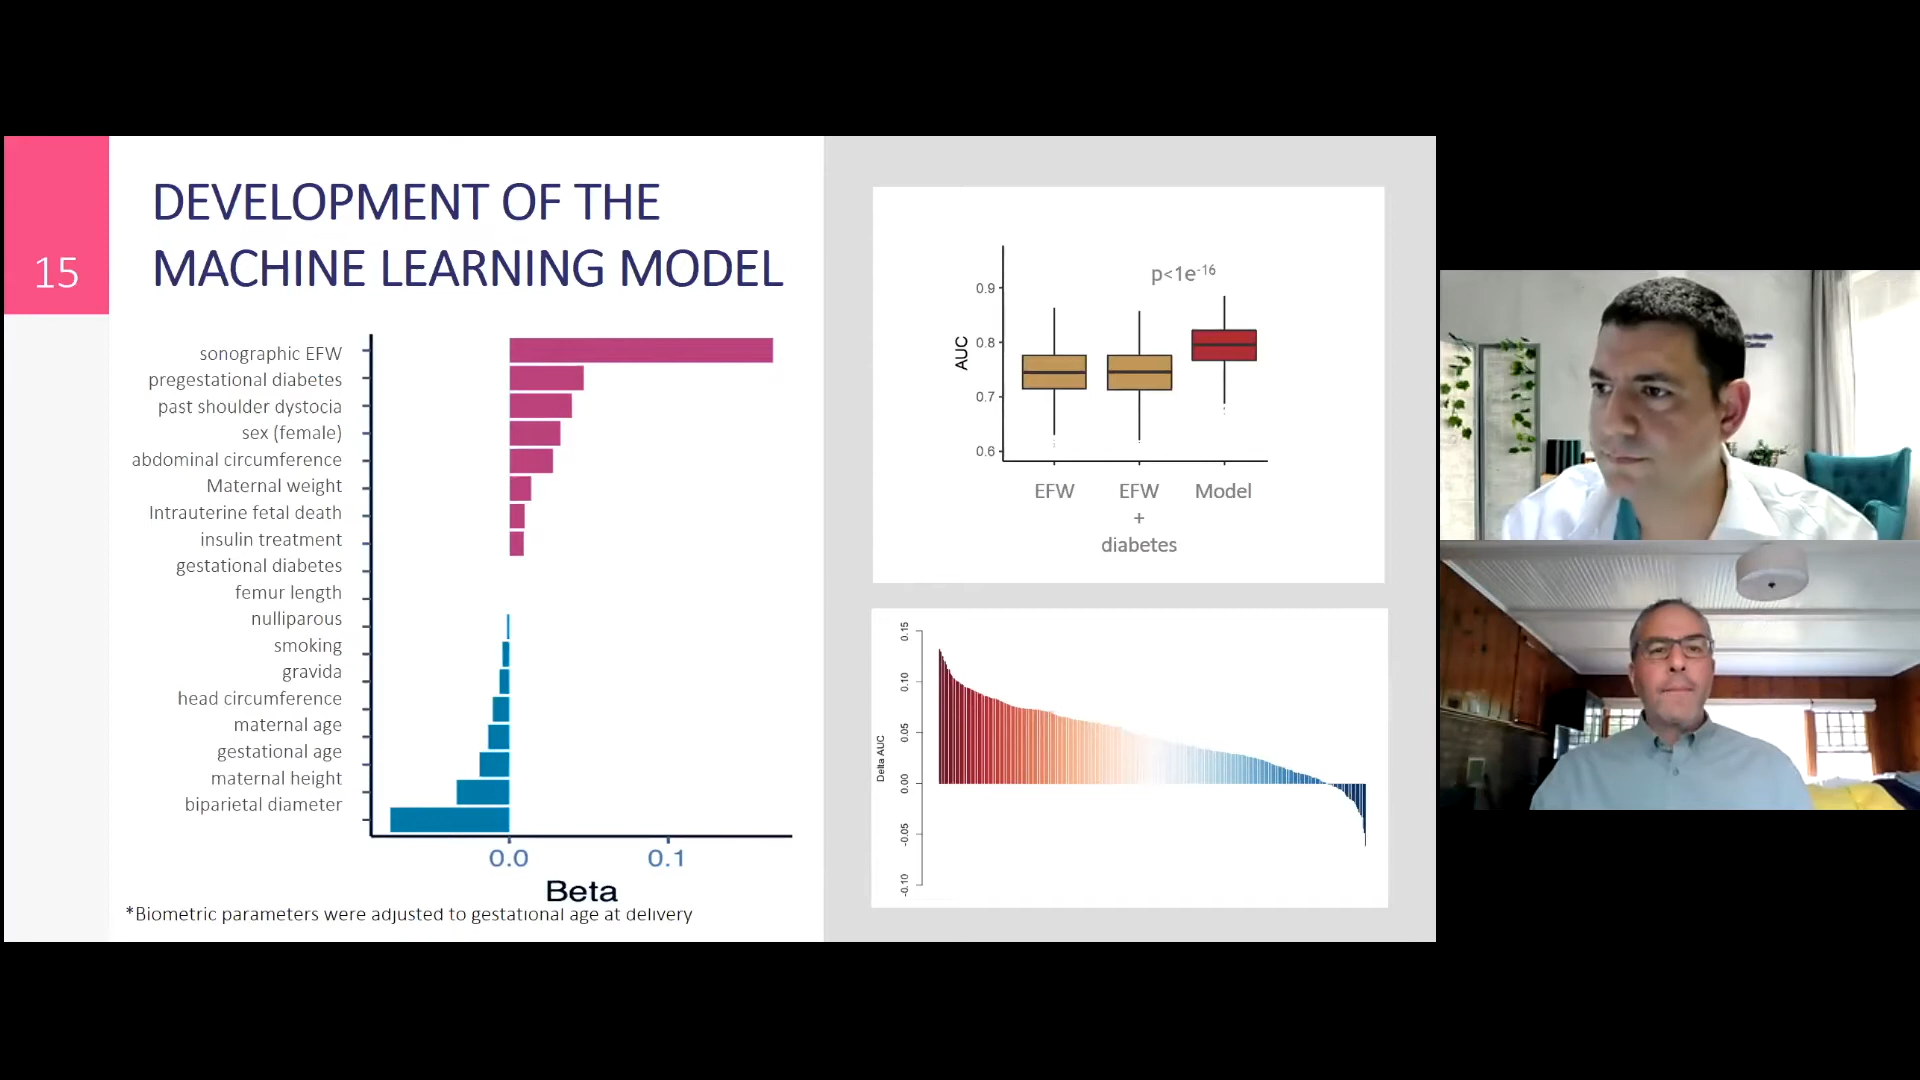 15
DEVELOPMENT OF THE
MACHINE LEARNING MODEL
sonographic EFW
pregestational diabetes
past shoulder dystocia
sex (female)
abdominal circumference
Maternal weight
Intrauterine fetal death
insulin treatment
gestational diabetes
femur length
nulliparous
smoking
gravida
head circumference
maternal age
gestational age
maternal height
biparietal diameter
0.0 0.1
Beta
*Biometric parameters were adjusted to gestational age at delivery
p<1e-16
AUC
0.9
0.8
0.7
0.6
EFW EFW Model
+
diabetes
Delta AUC
0.15
0.10
0.05
0.00
-0.05
-0.10